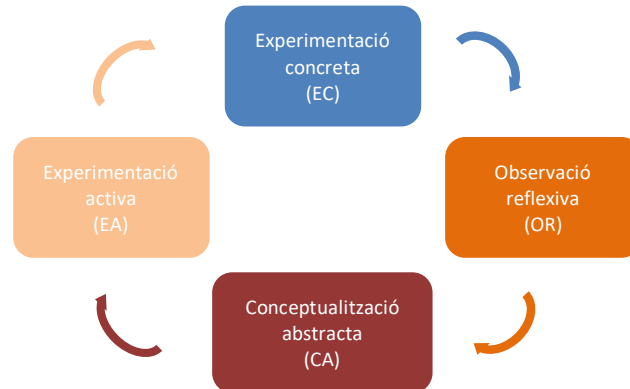 Experimentació
concreta
(EC)
Experimentació
activa
(EA)
Observació
reflexiva
(OR)
Conceptualització
abstracta
(CA)